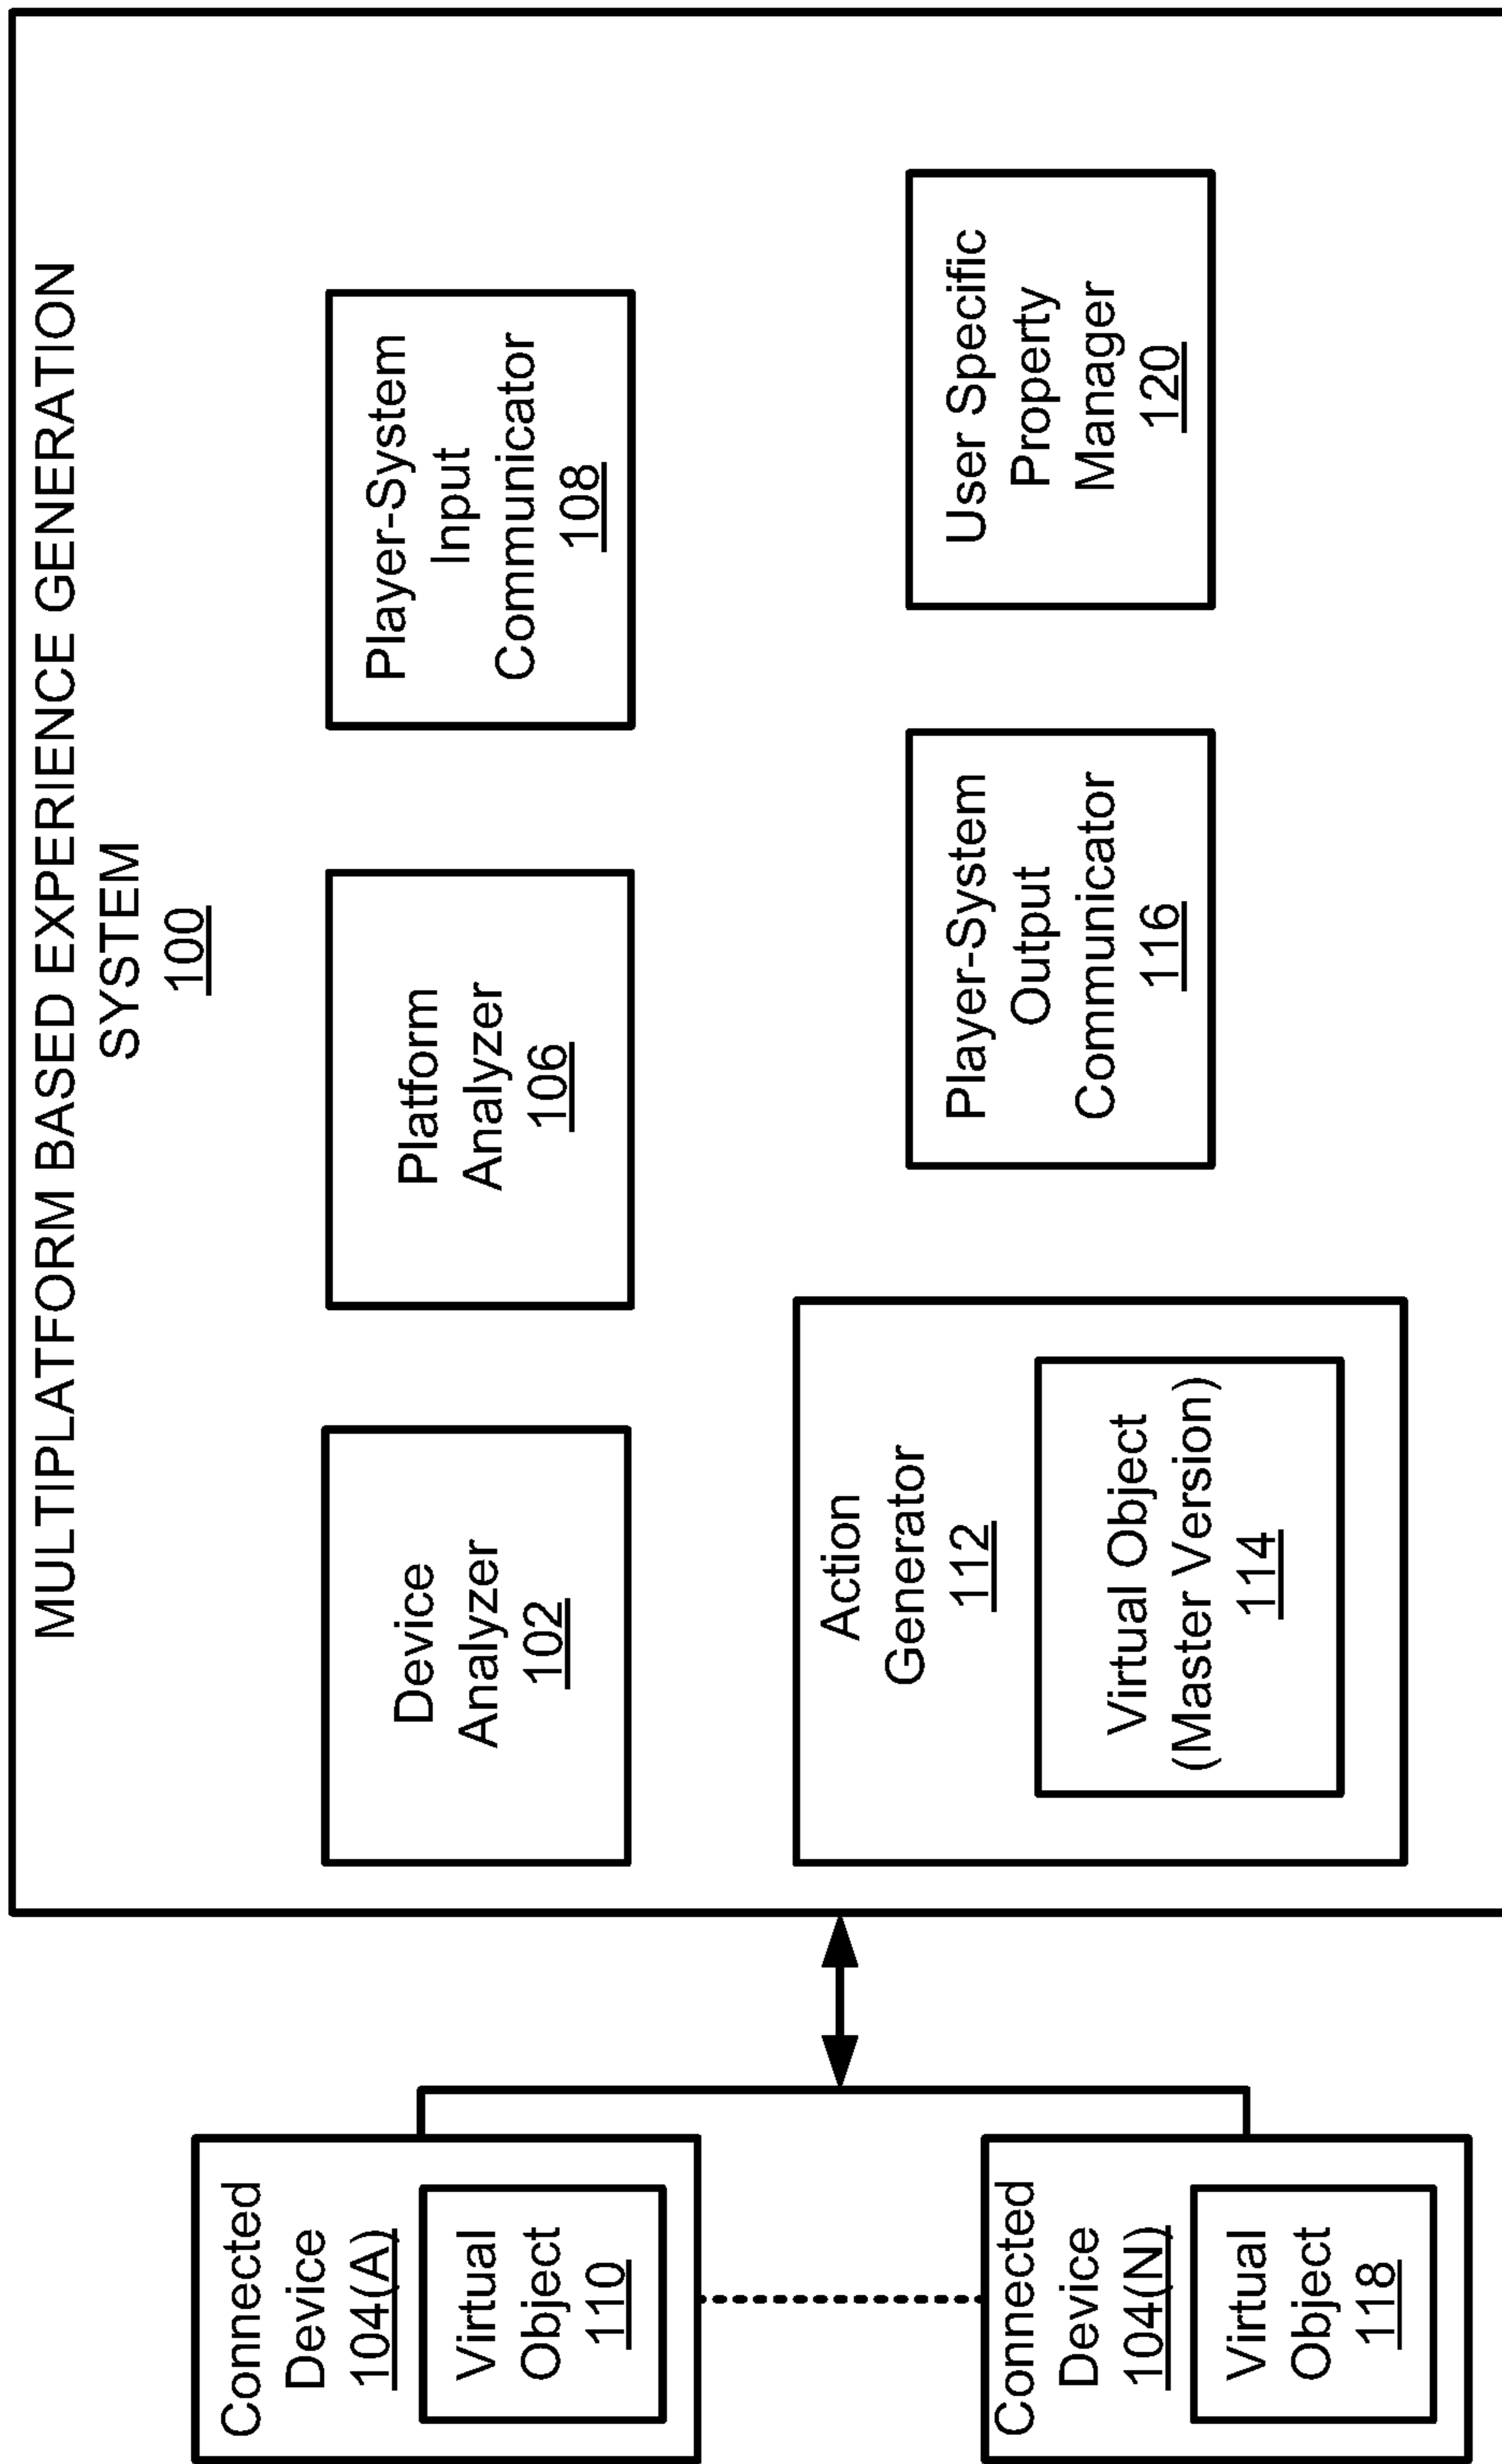 MULTIPLATFORM BASED EXPERIENCE GENERATION
SYSTEM
100
Connected
Device
104(A)
Virtual
Object
110
Connected
Device
104(N)
Virtual
Object
118
Device
Analyzer
102
Platform
Analyzer
106
Player-System
Input
Communicator
108
Action
Generator
112
Virtual Object
(Master Version)
114
Player-System
Output
Communicator
116
User Specific
Property
Manager
120